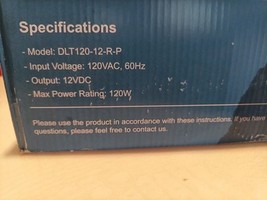 Specifications
- Model: DLT120-12-R-P
- Input Voltage: 120VAC, 60Hz
- Output: 12VDC
- Max Power Rating: 120W
Please use the product in accordance with these instructions. If you have
questions, please feel free to contact us.